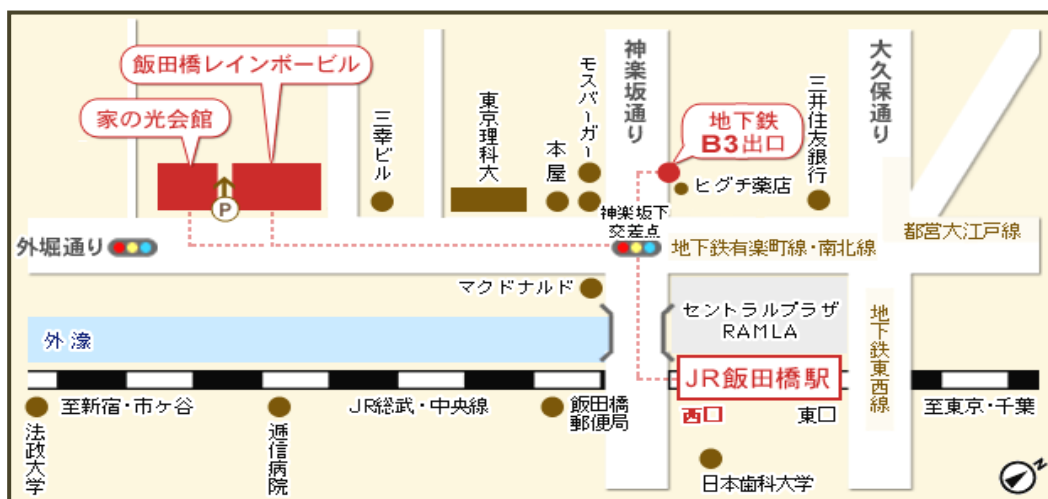 飯田橋レインボービル
家の光会館
P
三幸ビル
東京理科大
本屋
モスバーガー
神楽坂通り
地下鉄
B3出口
ヒグチ薬店
三井住友銀行
大久保通り
外堀通り
神楽坂下
交差点
地下鉄有楽町線・南北線
都営大江戸線
マクドナルド
セントラルプラザ
RAMLA
地下鉄東西線
外濠
JR飯田橋駅
西口
東口
至新宿・市ヶ谷
JR総武・中央線
飯田橋
郵便局
至東京・千葉
法政大学
逓信病院
日本歯科大学
N